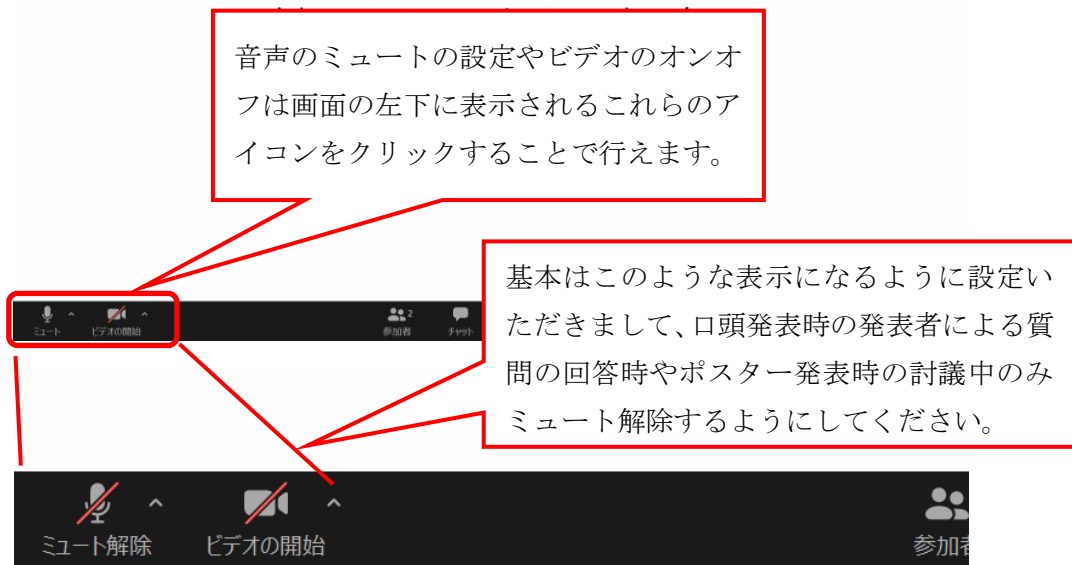 音声のミュートの設定やビデオのオンオ
フは画面の左下に表示されるこれらのア
イコンをクリックすることで行えます。
基本はこのような表示になるように設定い
ただきまして、口頭発表時の発表者による質
問の回答時やポスター発表時の討議中のみ
ミュート解除するようにしてください。
ミュート ビデオの開始 2 参加者 チャット
ミュート解除 ビデオの開始 参加者